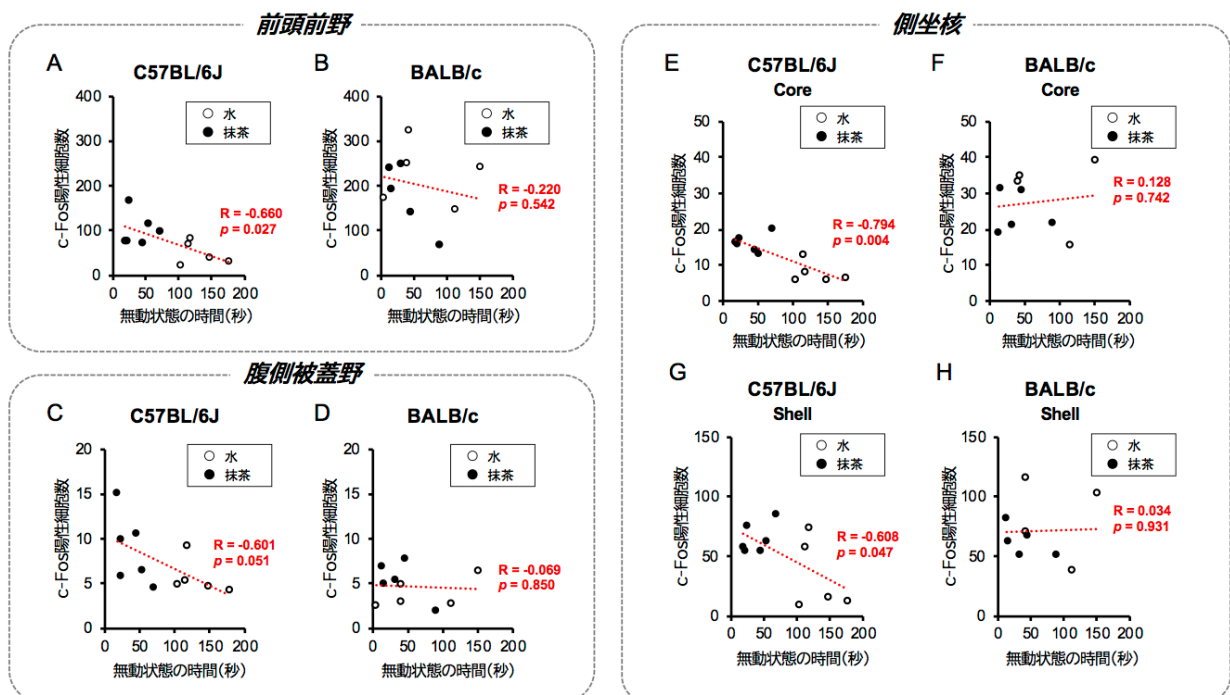 前頭前野
A
C57BL/6J
400
300
200
100
0
c-Fos陽性細胞数
○ 水
● 抹茶
R = -0.660
p = 0.027
0 50 100 150 200
無動状態の時間(秒)
B
BALB/c
400
300
200
100
0
c-Fos陽性細胞数
○ 水
● 抹茶
R = -0.220
p = 0.542
0 50 100 150 200
無動状態の時間(秒)
腹側被蓋野
C
C57BL/6J
20
15
10
5
0
c-Fos陽性細胞数
○ 水
● 抹茶
R = -0.601
p = 0.051
0 50 100 150 200
無動状態の時間(秒)
D
BALB/c
20
15
10
5
0
c-Fos陽性細胞数
○ 水
● 抹茶
R = -0.069
p = 0.850
0 50 100 150 200
無動状態の時間(秒)
側坐核
E
C57BL/6J
Core
50
40
30
20
10
0
c-Fos陽性細胞数
○ 水
● 抹茶
R = -0.794
p = 0.004
0 50 100 150 200
無動状態の時間(秒)
F
BALB/c
Core
50
40
30
20
10
0
c-Fos陽性細胞数
○ 水
● 抹茶
R = 0.128
p = 0.742
0 50 100 150 200
無動状態の時間(秒)
G
C57BL/6J
Shell
150
100
50
0
c-Fos陽性細胞数
○ 水
● 抹茶
R = -0.608
p = 0.047
0 50 100 150 200
無動状態の時間(秒)
H
BALB/c
Shell
150
100
50
0
c-Fos陽性細胞数
○ 水
● 抹茶
R = 0.034
p = 0.931
0 50 100 150 200
無動状態の時間(秒)